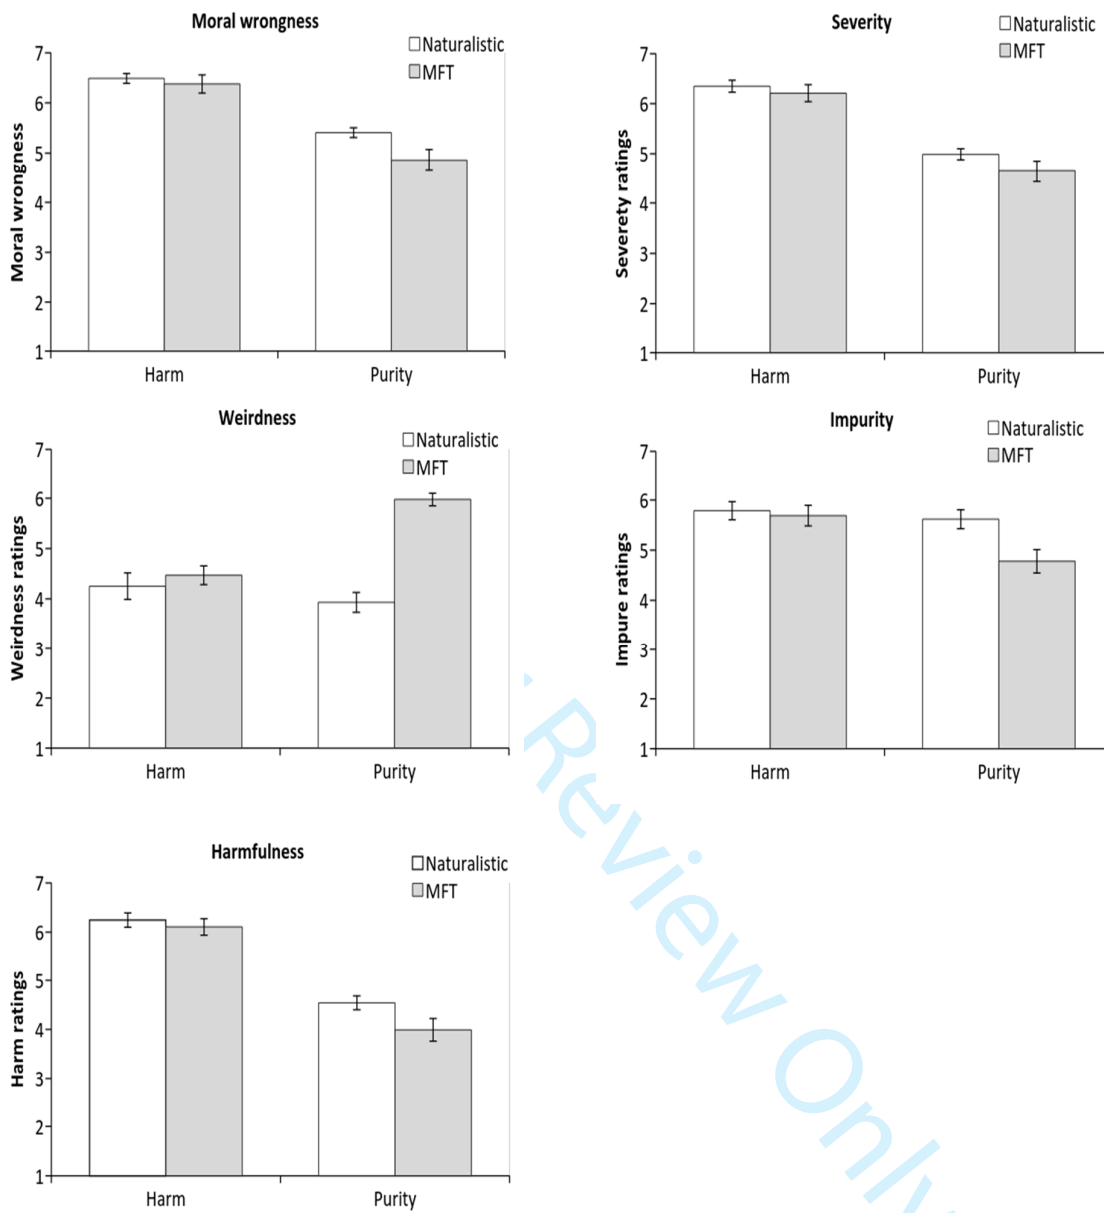 Moral wrongness
Naturalistic
MFT
7
6
5
4
3
2
1
Moral wrongness
Harm
Purity
Severity
Naturalistic
MFT
7
6
5
4
3
2
1
Severety ratings
Harm
Purity
Weirdness
Naturalistic
MFT
7
6
5
4
3
2
1
Weirdness ratings
Harm
Purity
Impurity
Naturalistic
MFT
7
6
5
4
3
2
1
Impure ratings
Harm
Purity
Harmfulness
Naturalistic
MFT
7
6
5
4
3
2
1
Harm ratings
Harm
Purity
Review Only